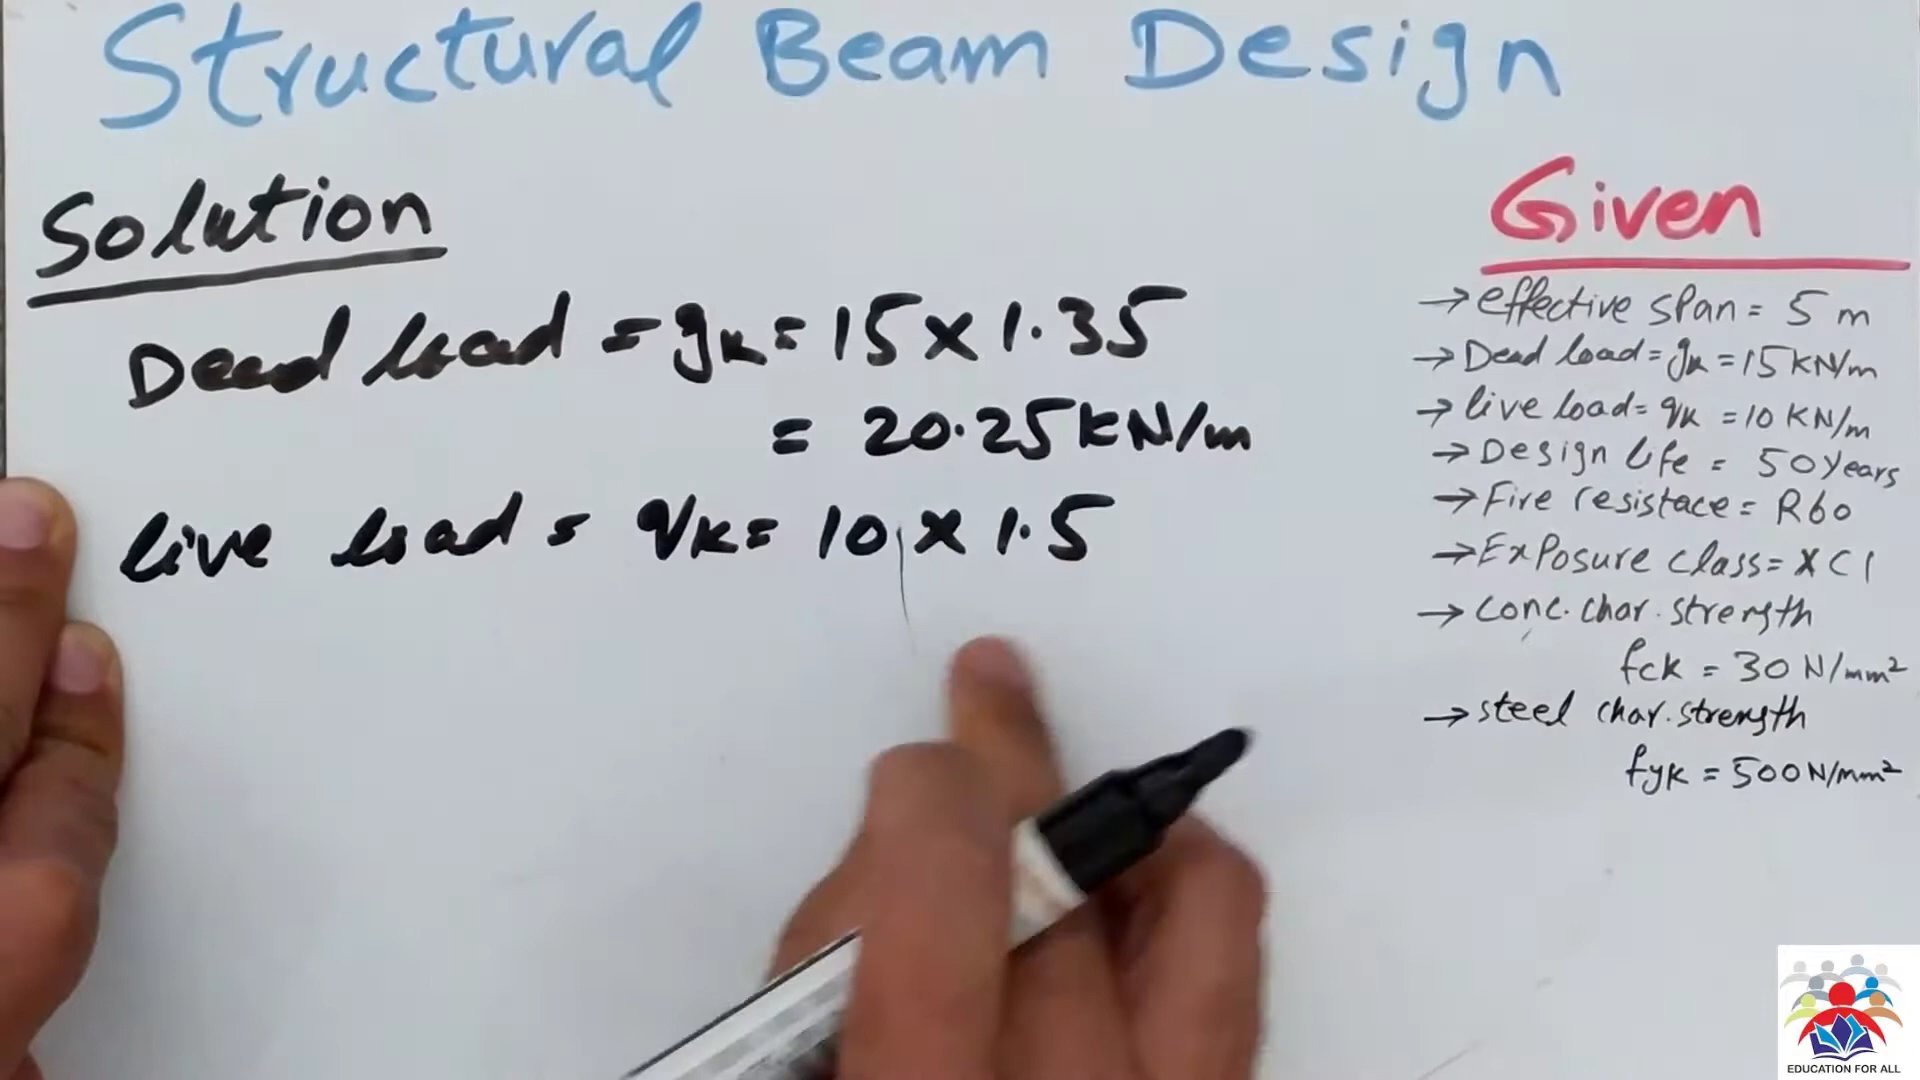 Structural Beam Design
Solution
Dead load = gk = 15 x 1.35
= 20.25 kN/m
live load = qk = 10 x 1.5
Given
→ effective span = 5 m
→ Dead load = gk = 15 KN/m
→ live load = qk = 10 KN/m
→ Design life = 50 years
→ Fire resistace = R60
→ Exposure class = XC1
→ Conc. char. strength
fck = 30 N/mm²
→ steel char. strength
fyk = 500 N/mm²
EDUCATION FOR ALL